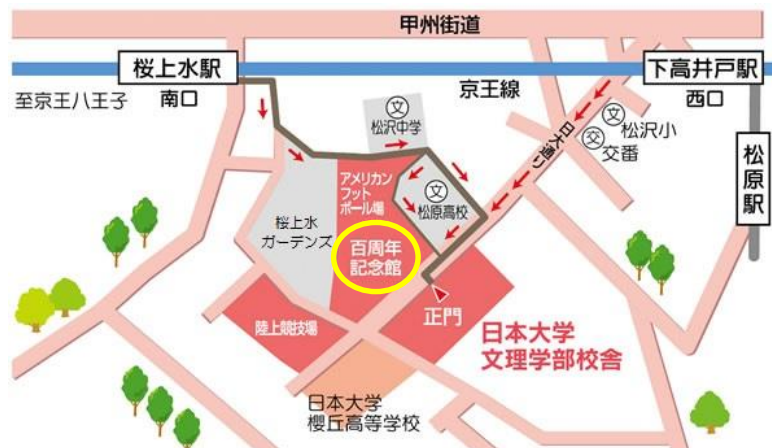 甲州街道
桜上水駅
下高井戸駅
南口
至京王八王子
京王線
西口
文
松沢中学
日大通り
文
松沢小
交
交番
松原駅
アメリカン
フット
ボール場
文
松原高校
桜上水
ガーデンズ
百周年
記念館
正門
陸上競技場
日本大学
文理学部校舎
日本大学
櫻丘高等学校